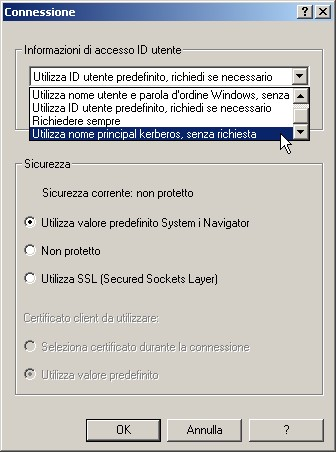 Connessione
Informazioni di accesso ID utente
Utilizza ID utente predefinito, richiedi se necessario
Utilizza nome utente e parola d'ordine Windows, senza
Utilizza ID utente predefinito, richiedi se necessario
Richiedere sempre
Utilizza nome principal kerberos, senza richiesta
Sicurezza
Sicurezza corrente: non protetto
Utilizza valore predefinito System i Navigator
Non protetto
Utilizza SSL (Secured Sockets Layer)
Certificato client da utilizzare:
Seleziona certificato durante la connessione
Utilizza valore predefinito
OK Annulla ?